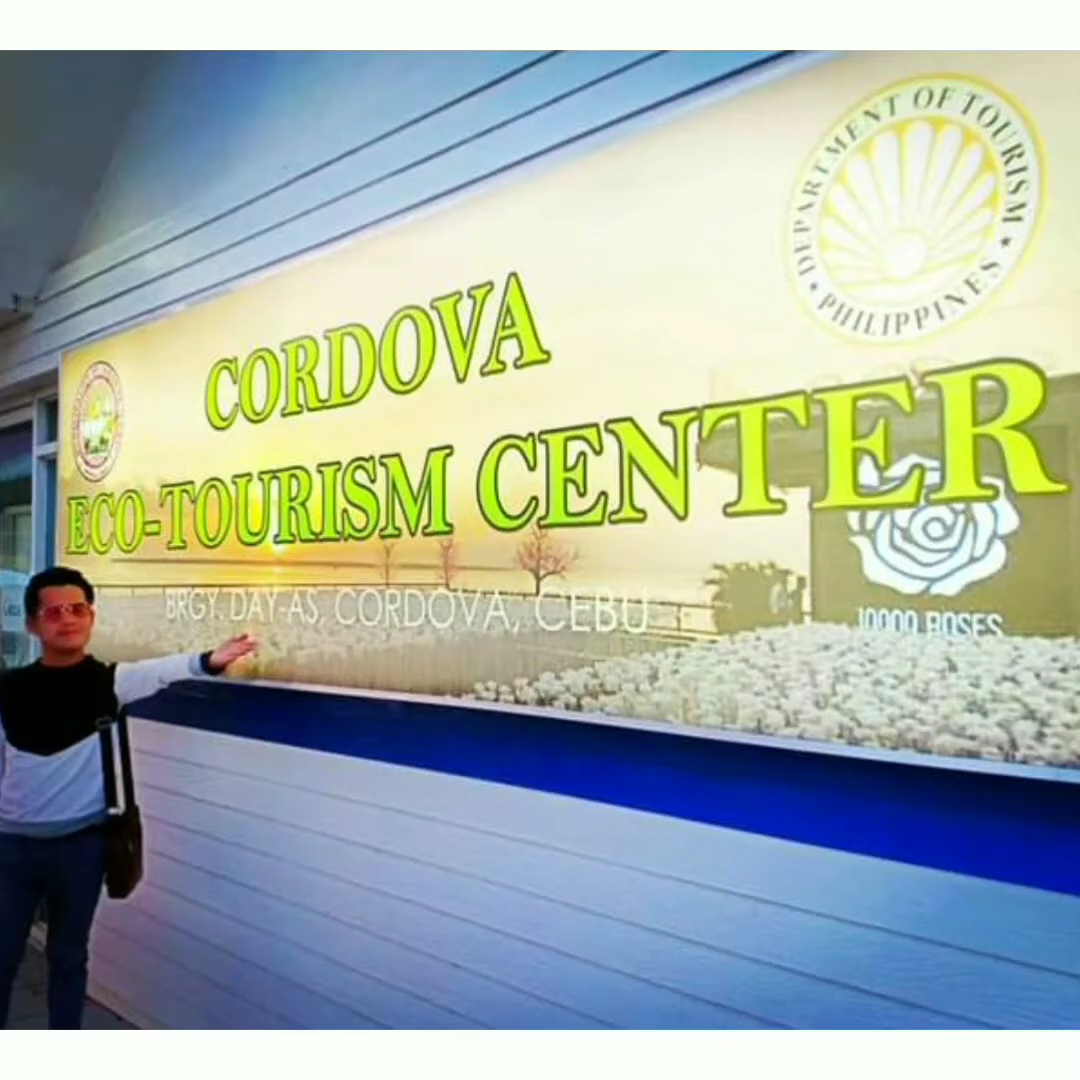 DEPARTMENT OF TOURISM
PHILIPPINES
CORDOVA
ECO-TOURISM CENTER
BRGY. DAY-AS, CORDOVA, CEBU
10000 ROSES